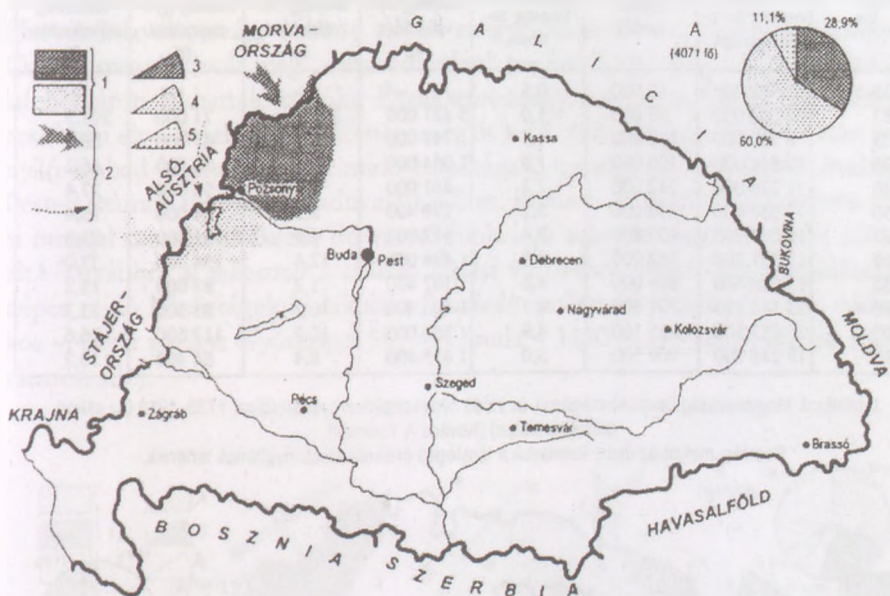 MORVA
ORSZÁG
G A L I C I A
(4071 fő)
11,1%
28,9%
60,0%
1
2
3
5
ALSÓ-
AUSZTRIA
Pozsony
Kassa
Buda
Pest
Debrecen
BUKOVINA
STÁJER-
ORSZÁG
Nagyvárad
Kolozsvár
MOLDVA
Szeged
Pécs
KRAJNA
Zágráb
Temesvár
Brassó
HAVASALFÖLD
B O S Z N I A
S Z E R B I A